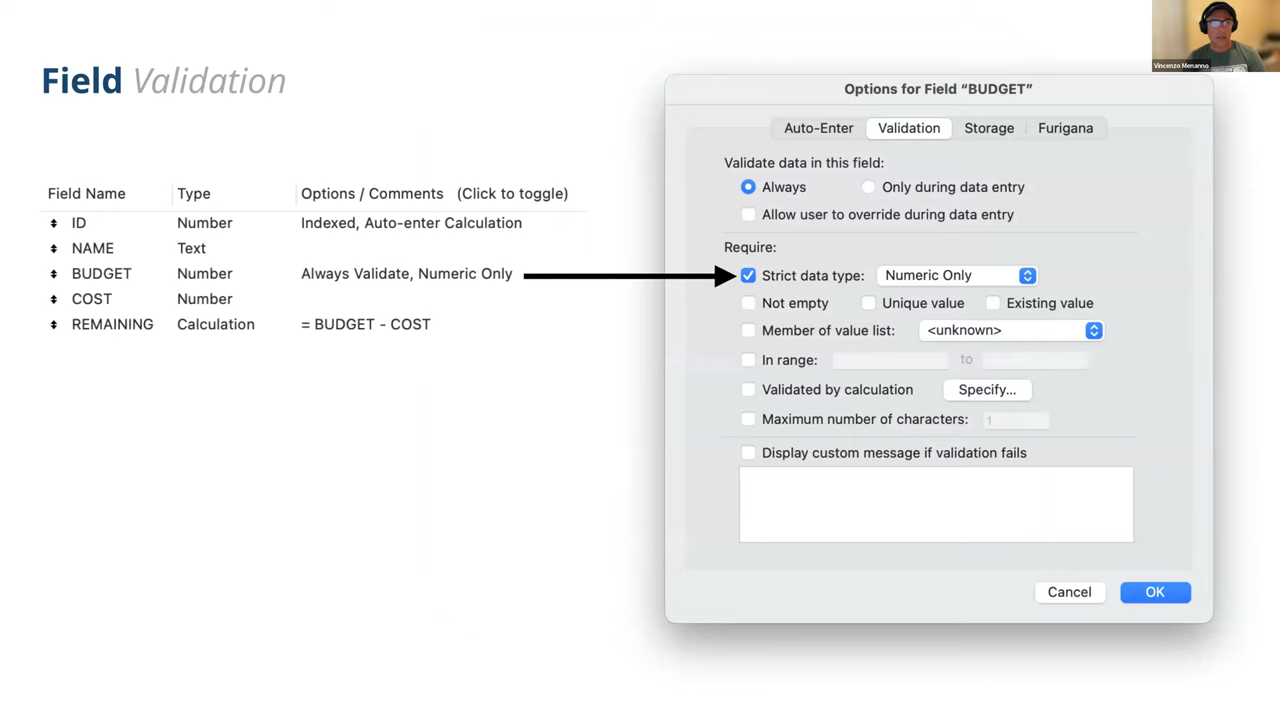 Vincenzo Menanno
Field Validation
Field Name Type Options / Comments (Click to toggle)
ID Number Indexed, Auto-enter Calculation
NAME Text
BUDGET Number Always Validate, Numeric Only
COST Number
REMAINING Calculation = BUDGET - COST
Options for Field “BUDGET”
Auto-Enter Validation Storage Furigana
Validate data in this field:
Always Only during data entry
Allow user to override during data entry
Require:
Strict data type: Numeric Only
Not empty Unique value Existing value
Member of value list: <unknown>
In range: to
Validated by calculation Specify...
Maximum number of characters: 1
Display custom message if validation fails
Cancel OK